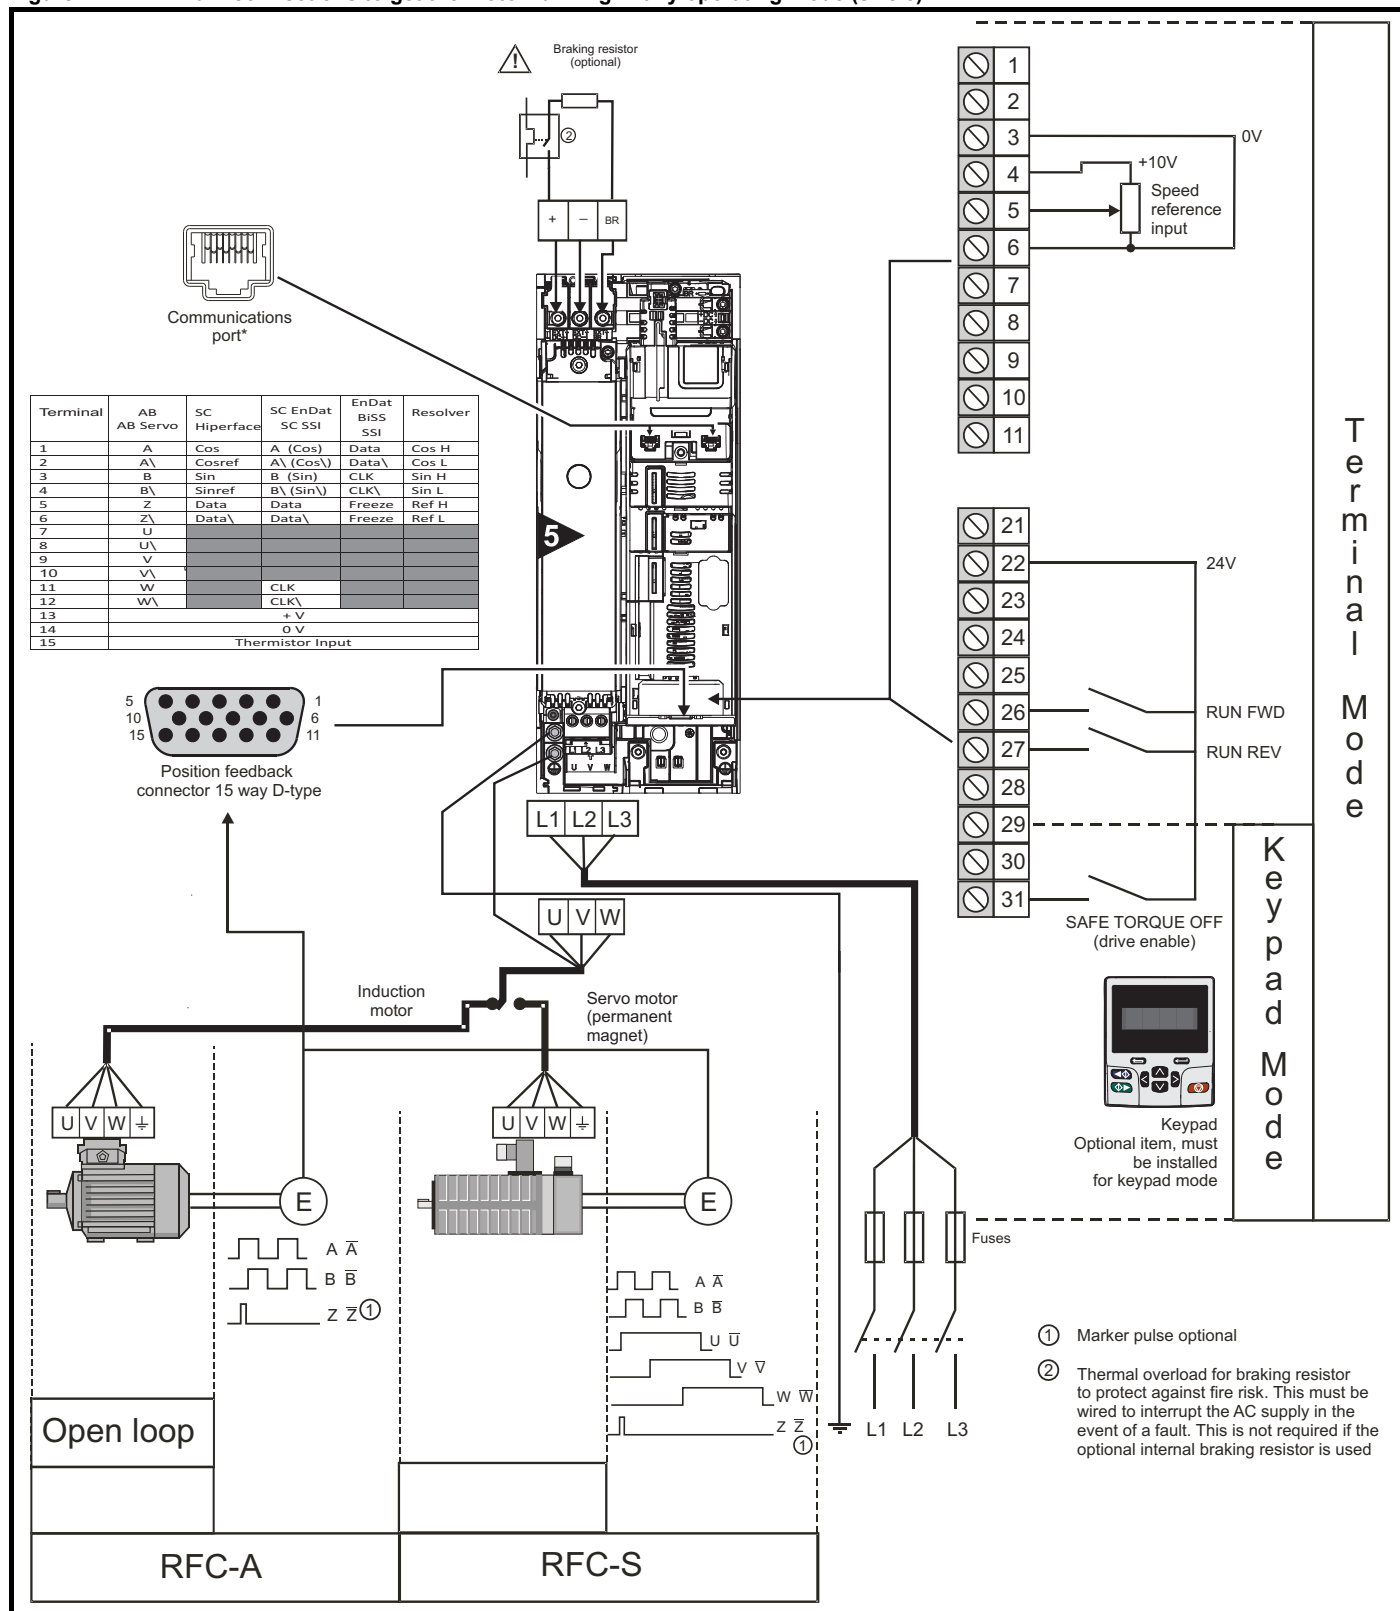 Braking resistor
(optional)
2
+ – BR
Communications
port*
Terminal AB AB Servo SC Hiperface SC EnDat SC SSI EnDat BiSS SSI Resolver
1 A Cos A (Cos) Data Cos H
2 A\ Cosref A\ (Cos\) Data\ Cos L
3 B Sin B (Sin) CLK Sin H
4 B\ Sinref B\ (Sin\) CLK\ Sin L
5 Z Data Data Freeze Ref H
6 Z\ Data\ Data\ Freeze Ref L
7 U
8 U\
9 V
10 V\
11 W CLK
12 W\ CLK\
13 + V
14 0 V
15 Thermistor Input
5 1
10 6
15 11
Position feedback
connector 15 way D-type
5
L1 L2 L3
U V W
L1 L2 L3
U V W
1
2
3
4
5
6
7
8
9
10
11
0V
+10V
Speed
reference
input
21
22
23
24
25
26
27
28
29
30
31
24V
RUN FWD
RUN REV
SAFE TORQUE OFF
(drive enable)
Terminal Mode
Keypad Mode
Keypad
Optional item, must
be installed
for keypad mode
Induction
motor
Servo motor
(permanent
magnet)
U V W
U V W
E
E
A A̅
B B̅
Z Z̅ 1
A A̅
B B̅
U U̅
V V̅
W W̅
Z Z̅
1
Fuses
L1 L2 L3
1 Marker pulse optional
2 Thermal overload for braking resistor
to protect against fire risk. This must be
wired to interrupt the AC supply in the
event of a fault. This is not required if the
optional internal braking resistor is used
Open loop
RFC-A
RFC-S